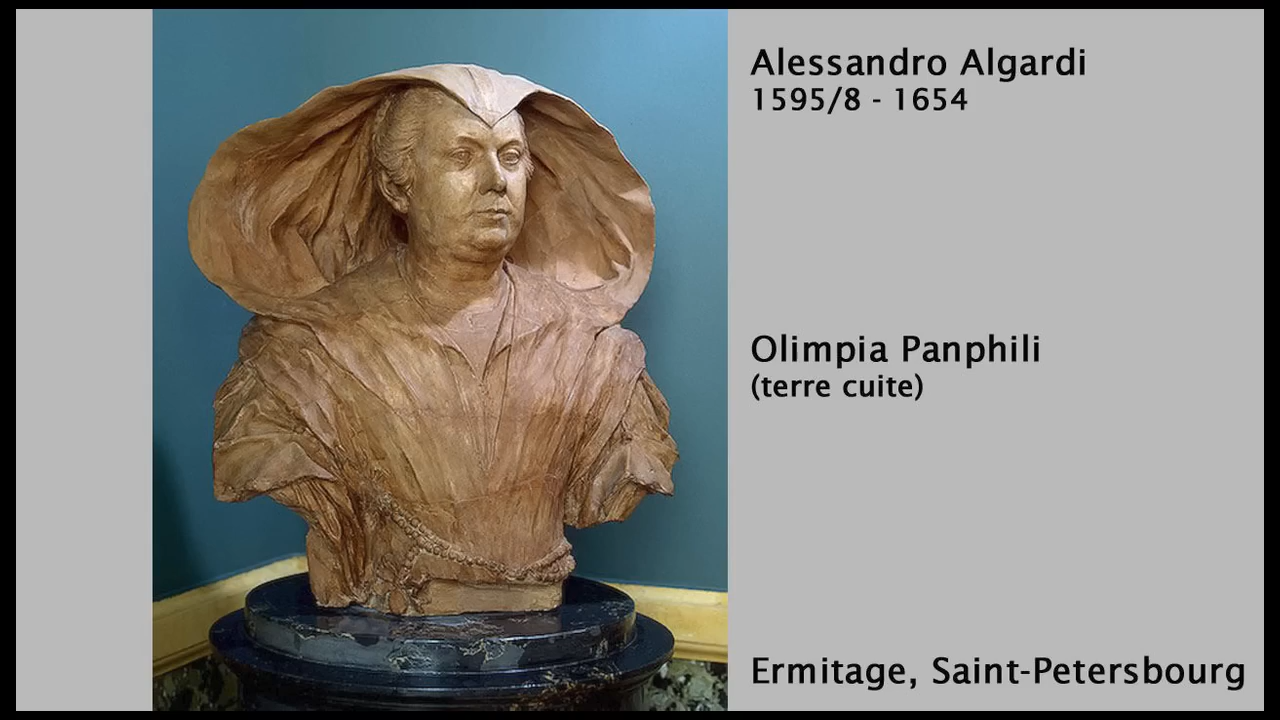 Alessandro Algardi
1595/8 - 1654
Olimpia Panphili
(terre cuite)
Ermitage, Saint-Petersbourg